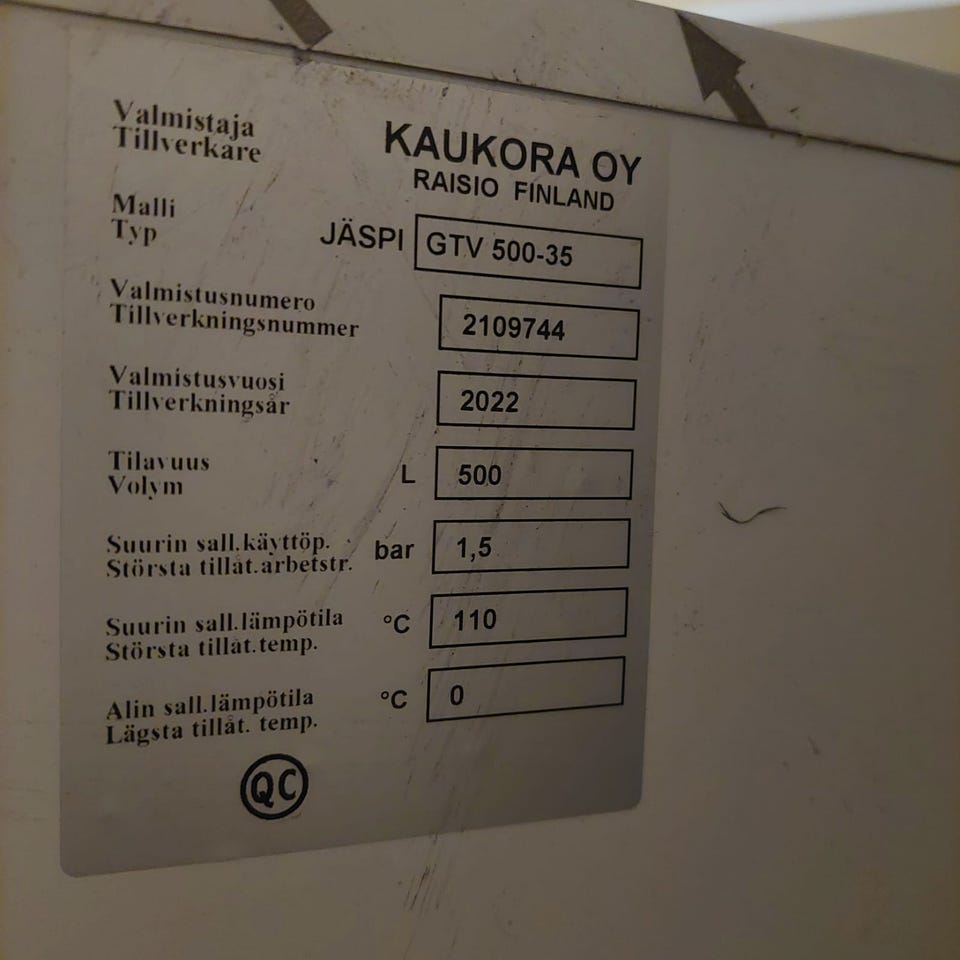 Valmistaja
Tillverkare
KAUKORA OY
RAISIO FINLAND
Malli
Typ
JÄSPI GTV 500-35
Valmistusnumero
Tillverkningsnummer
2109744
Valmistusvuosi
Tillverkningsår
2022
Tilavuus
Volym
L 500
Suurin sall.käyttöp.
Största tillåt.arbetstr.
bar 1,5
Suurin sall.lämpötila
Största tillåt.temp.
°C 110
Alin sall.lämpötila
Lägsta tillåt. temp.
°C 0
QC